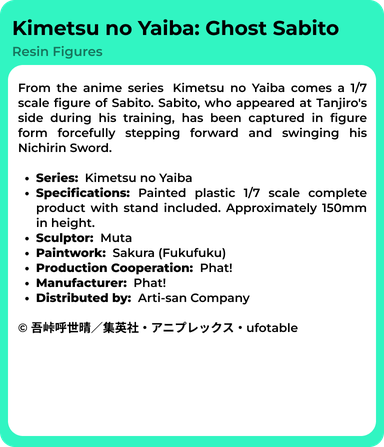 Kimetsu no Yaiba: Ghost Sabito
Resin Figures
From the anime series Kimetsu no Yaiba comes a 1/7
scale figure of Sabito. Sabito, who appeared at Tanjiro's
side during his training, has been captured in figure
form forcefully stepping forward and swinging his
Nichirin Sword.
• Series: Kimetsu no Yaiba
• Specifications: Painted plastic 1/7 scale complete
product with stand included. Approximately 150mm
in height.
• Sculptor: Muta
• Paintwork: Sakura (Fukufuku)
• Production Cooperation: Phat!
• Manufacturer: Phat!
• Distributed by: Arti-san Company
© 吾峠呼世晴／集英社・アニプレックス・ufotable